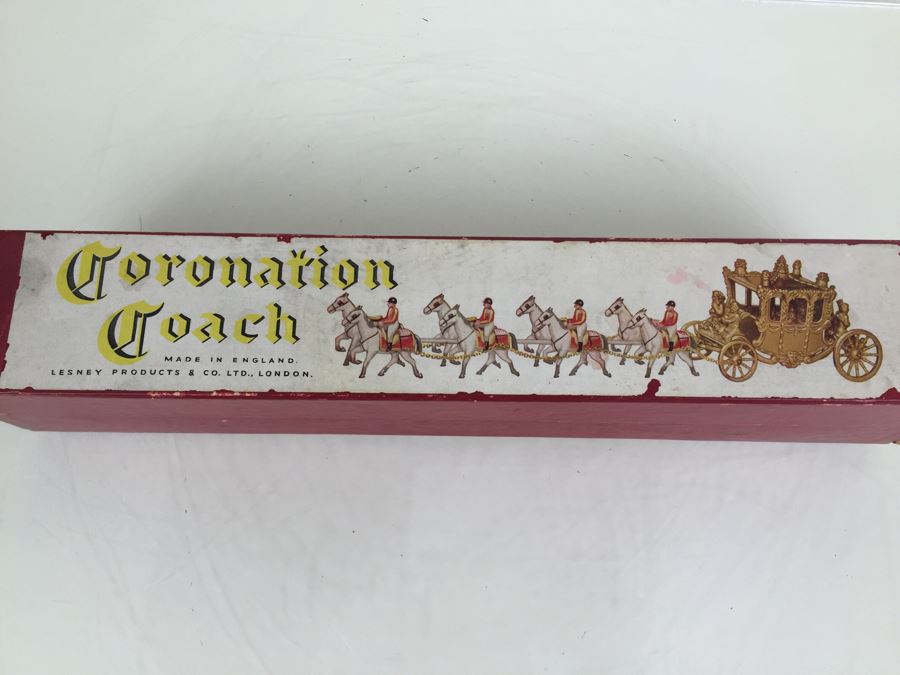 Coronation
Coach
MADE IN ENGLAND.
LESNEY PRODUCTS & CO. LTD., LONDON.